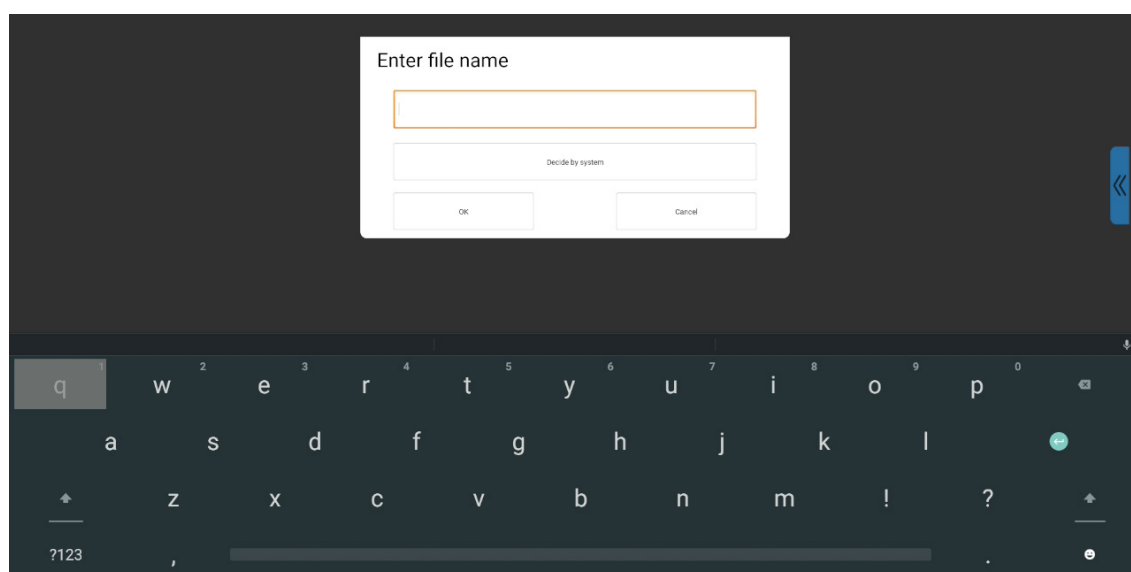 Enter file name
Decide by system
OK Cancel
1 2 3 4 5 6 7 8 9 0
q w e r t y u i o p
a s d f g h j k l
z x c v b n m ! ?
?123 , .